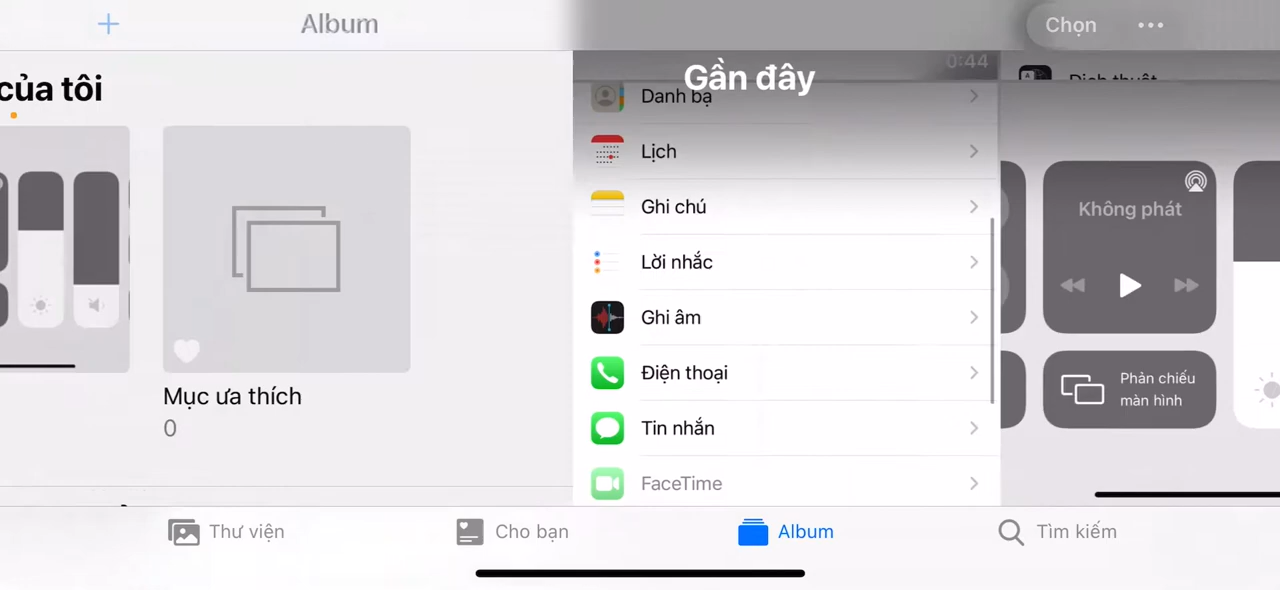 Album
Chọn
của tôi
Mục ưa thích
0
Gần đây
0:44
Danh bạ
Lịch
Ghi chú
Lời nhắc
Ghi âm
Điện thoại
Tin nhắn
FaceTime
Dịch thuật
Không phát
Phản chiếu
màn hình
Thư viện
Cho bạn
Album
Tìm kiếm